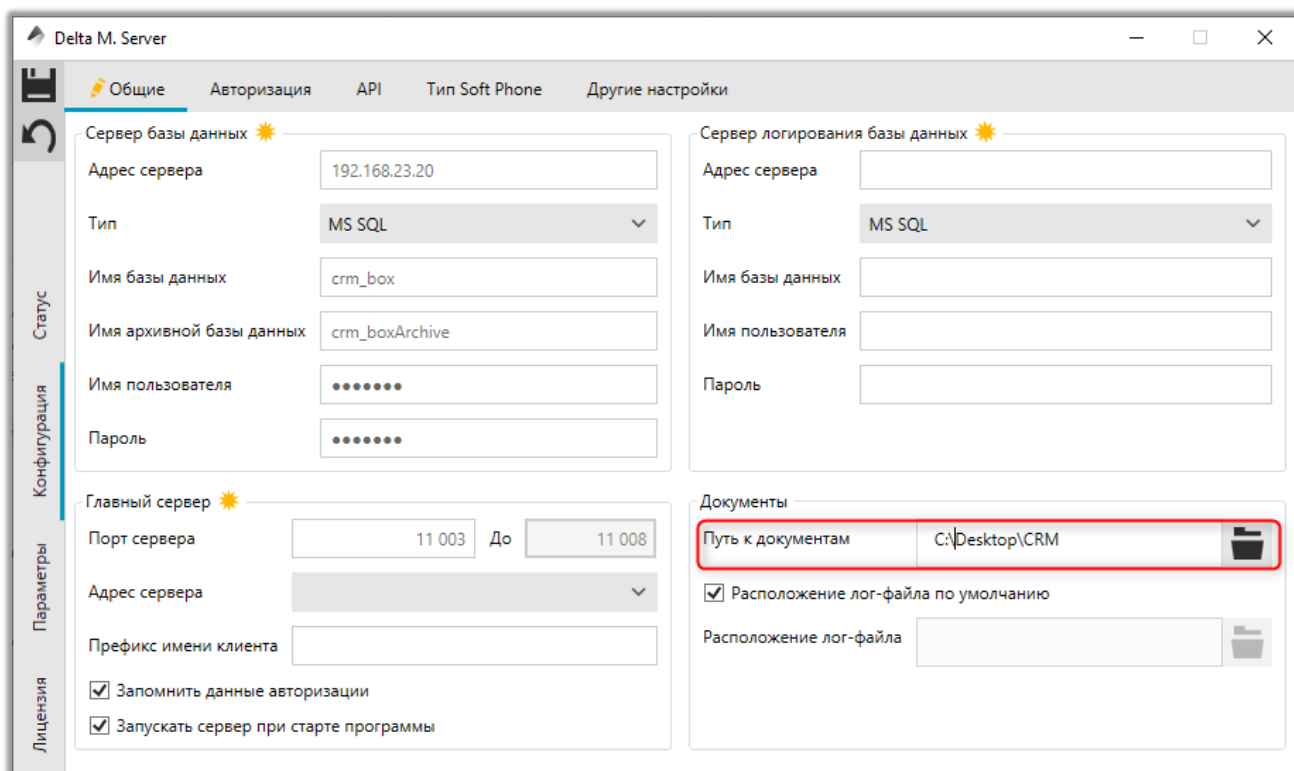 Delta M. Server
Общие Авторизация API Тип Soft Phone Другие настройки
Статус
Конфигурация
Параметры
Лицензия
Сервер базы данных
Адрес сервера 192.168.23.20
Тип MS SQL
Имя базы данных crm_box
Имя архивной базы данных crm_boxArchive
Имя пользователя •••••••
Пароль •••••••
Сервер логирования базы данных
Адрес сервера
Тип MS SQL
Имя базы данных
Имя пользователя
Пароль
Главный сервер
Порт сервера 11 003 До 11 008
Адрес сервера
Префикс имени клиента
Запомнить данные авторизации
Запускать сервер при старте программы
Документы
Путь к документам C:\Desktop\CRM
Расположение лог-файла по умолчанию
Расположение лог-файла